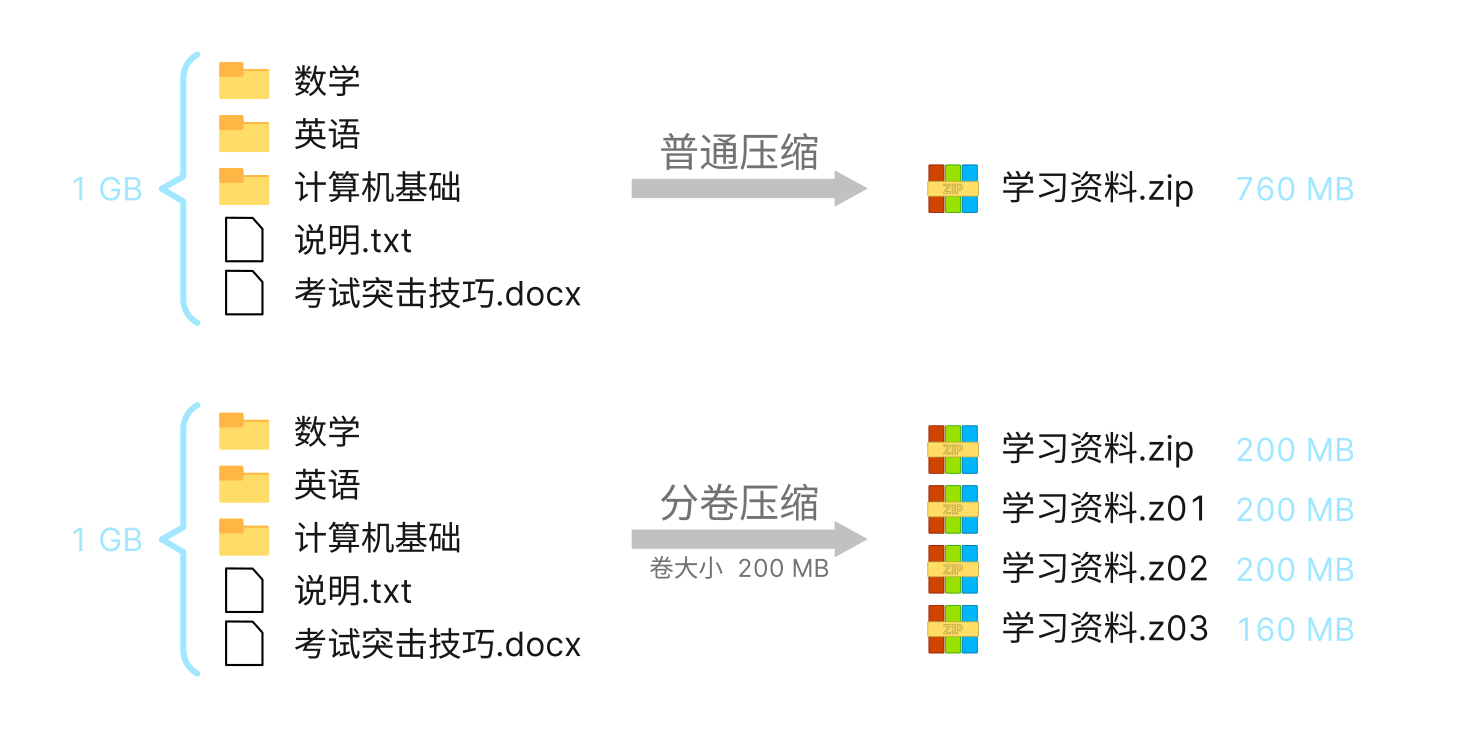 数学
英语
1 GB
计算机基础
说明.txt
考试突击技巧.docx
普通压缩
ZIP
学习资料.zip 760 MB
数学
英语
1 GB
计算机基础
说明.txt
考试突击技巧.docx
分卷压缩
卷大小 200 MB
ZIP
学习资料.zip 200 MB
ZIP
学习资料.z01 200 MB
ZIP
学习资料.z02 200 MB
ZIP
学习资料.z03 160 MB